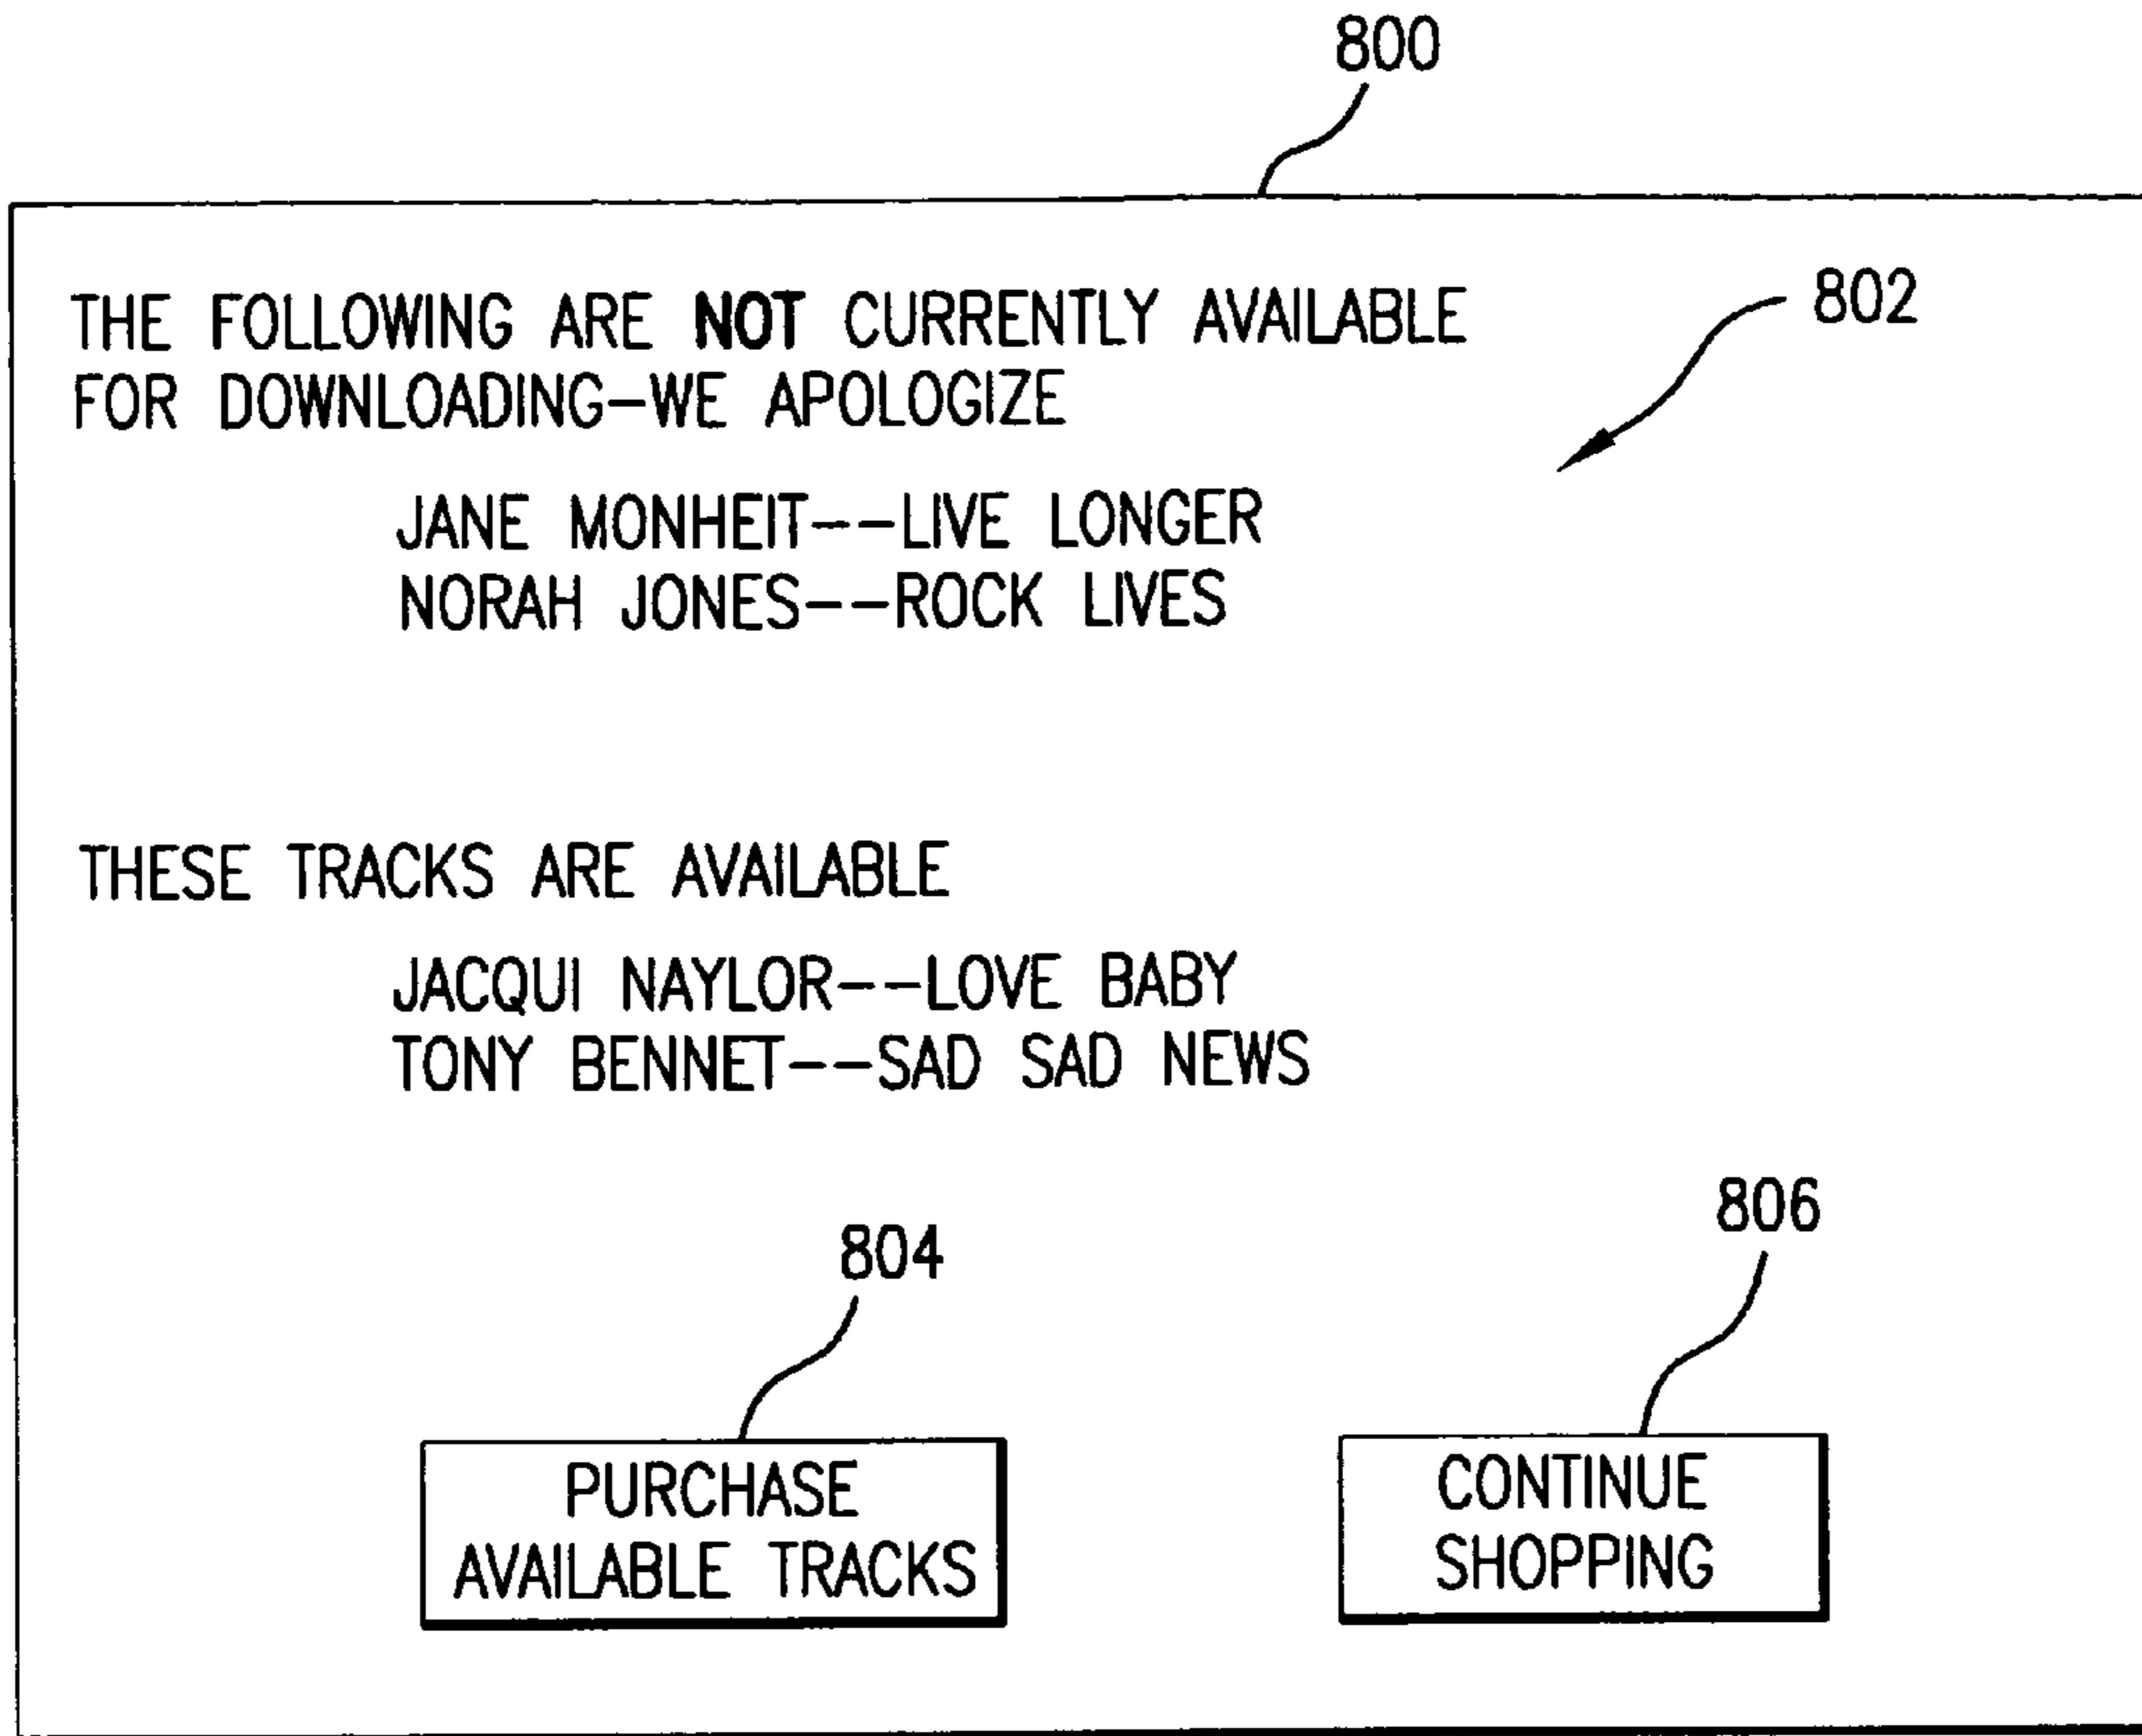 800
THE FOLLOWING ARE NOT CURRENTLY AVAILABLE
802
FOR DOWNLOADING-WE APOLOGIZE
JANE MONHEIT--LIVE LONGER
NORAH JONES--ROCK LIVES
THESE TRACKS ARE AVAILABLE
JACQUI NAYLOR--LOVE BABY
TONY BENNET--SAD SAD NEWS
804
806
PURCHASE
AVAILABLE TRACKS
CONTINUE
SHOPPING